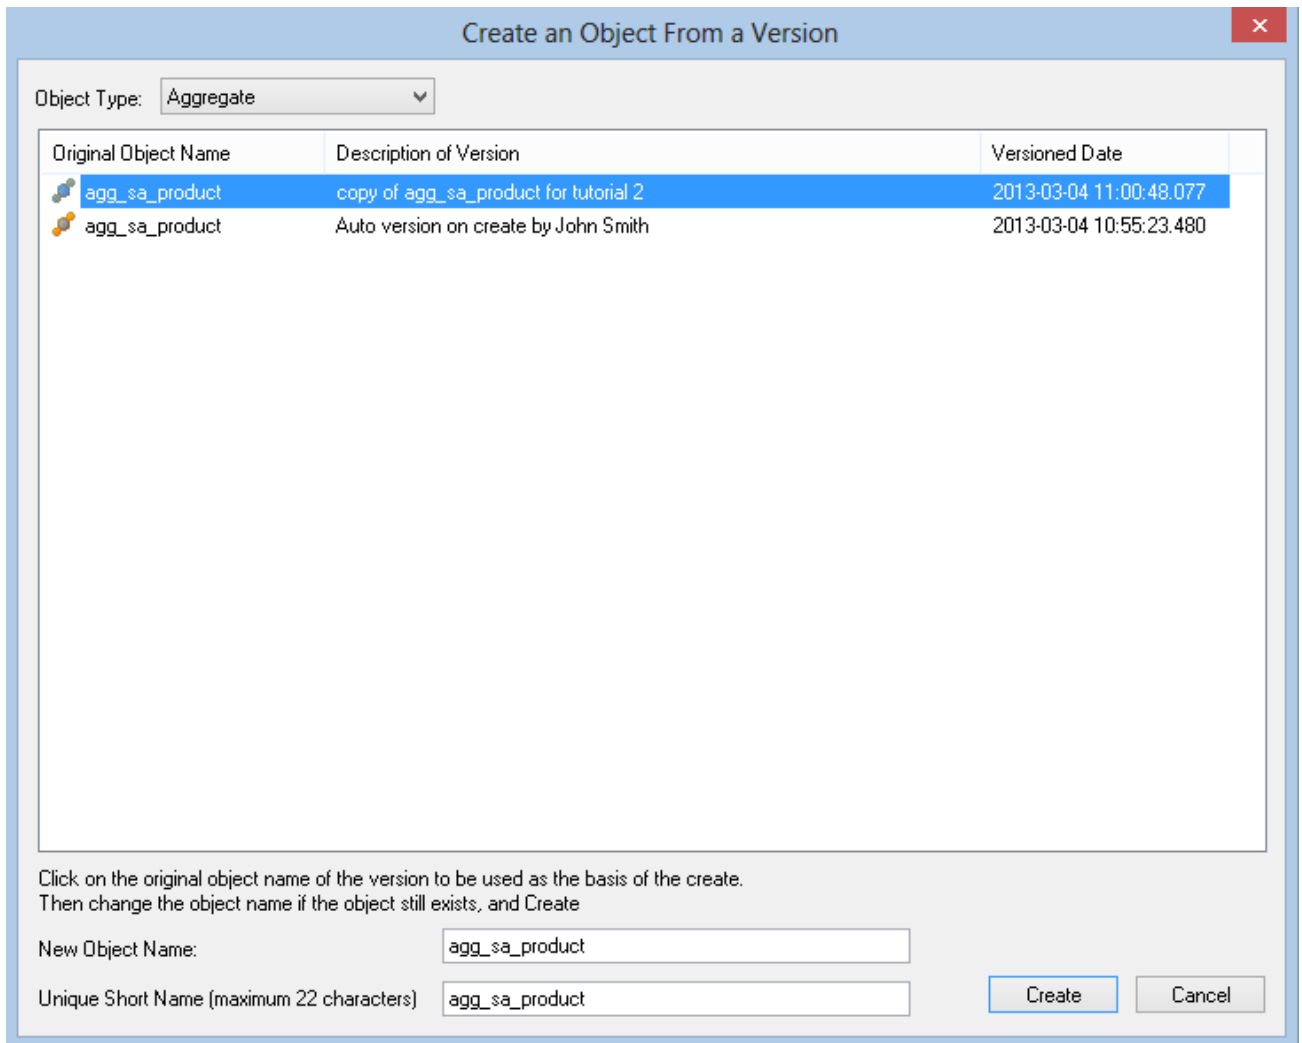 Create an Object From a Version
Object Type: Aggregate
Original Object Name Description of Version Versioned Date
agg_sa_product copy of agg_sa_product for tutorial 2 2013-03-04 11:00:48.077
agg_sa_product Auto version on create by John Smith 2013-03-04 10:55:23.480
Click on the original object name of the version to be used as the basis of the create.
Then change the object name if the object still exists, and Create
New Object Name: agg_sa_product
Unique Short Name (maximum 22 characters) agg_sa_product Create Cancel